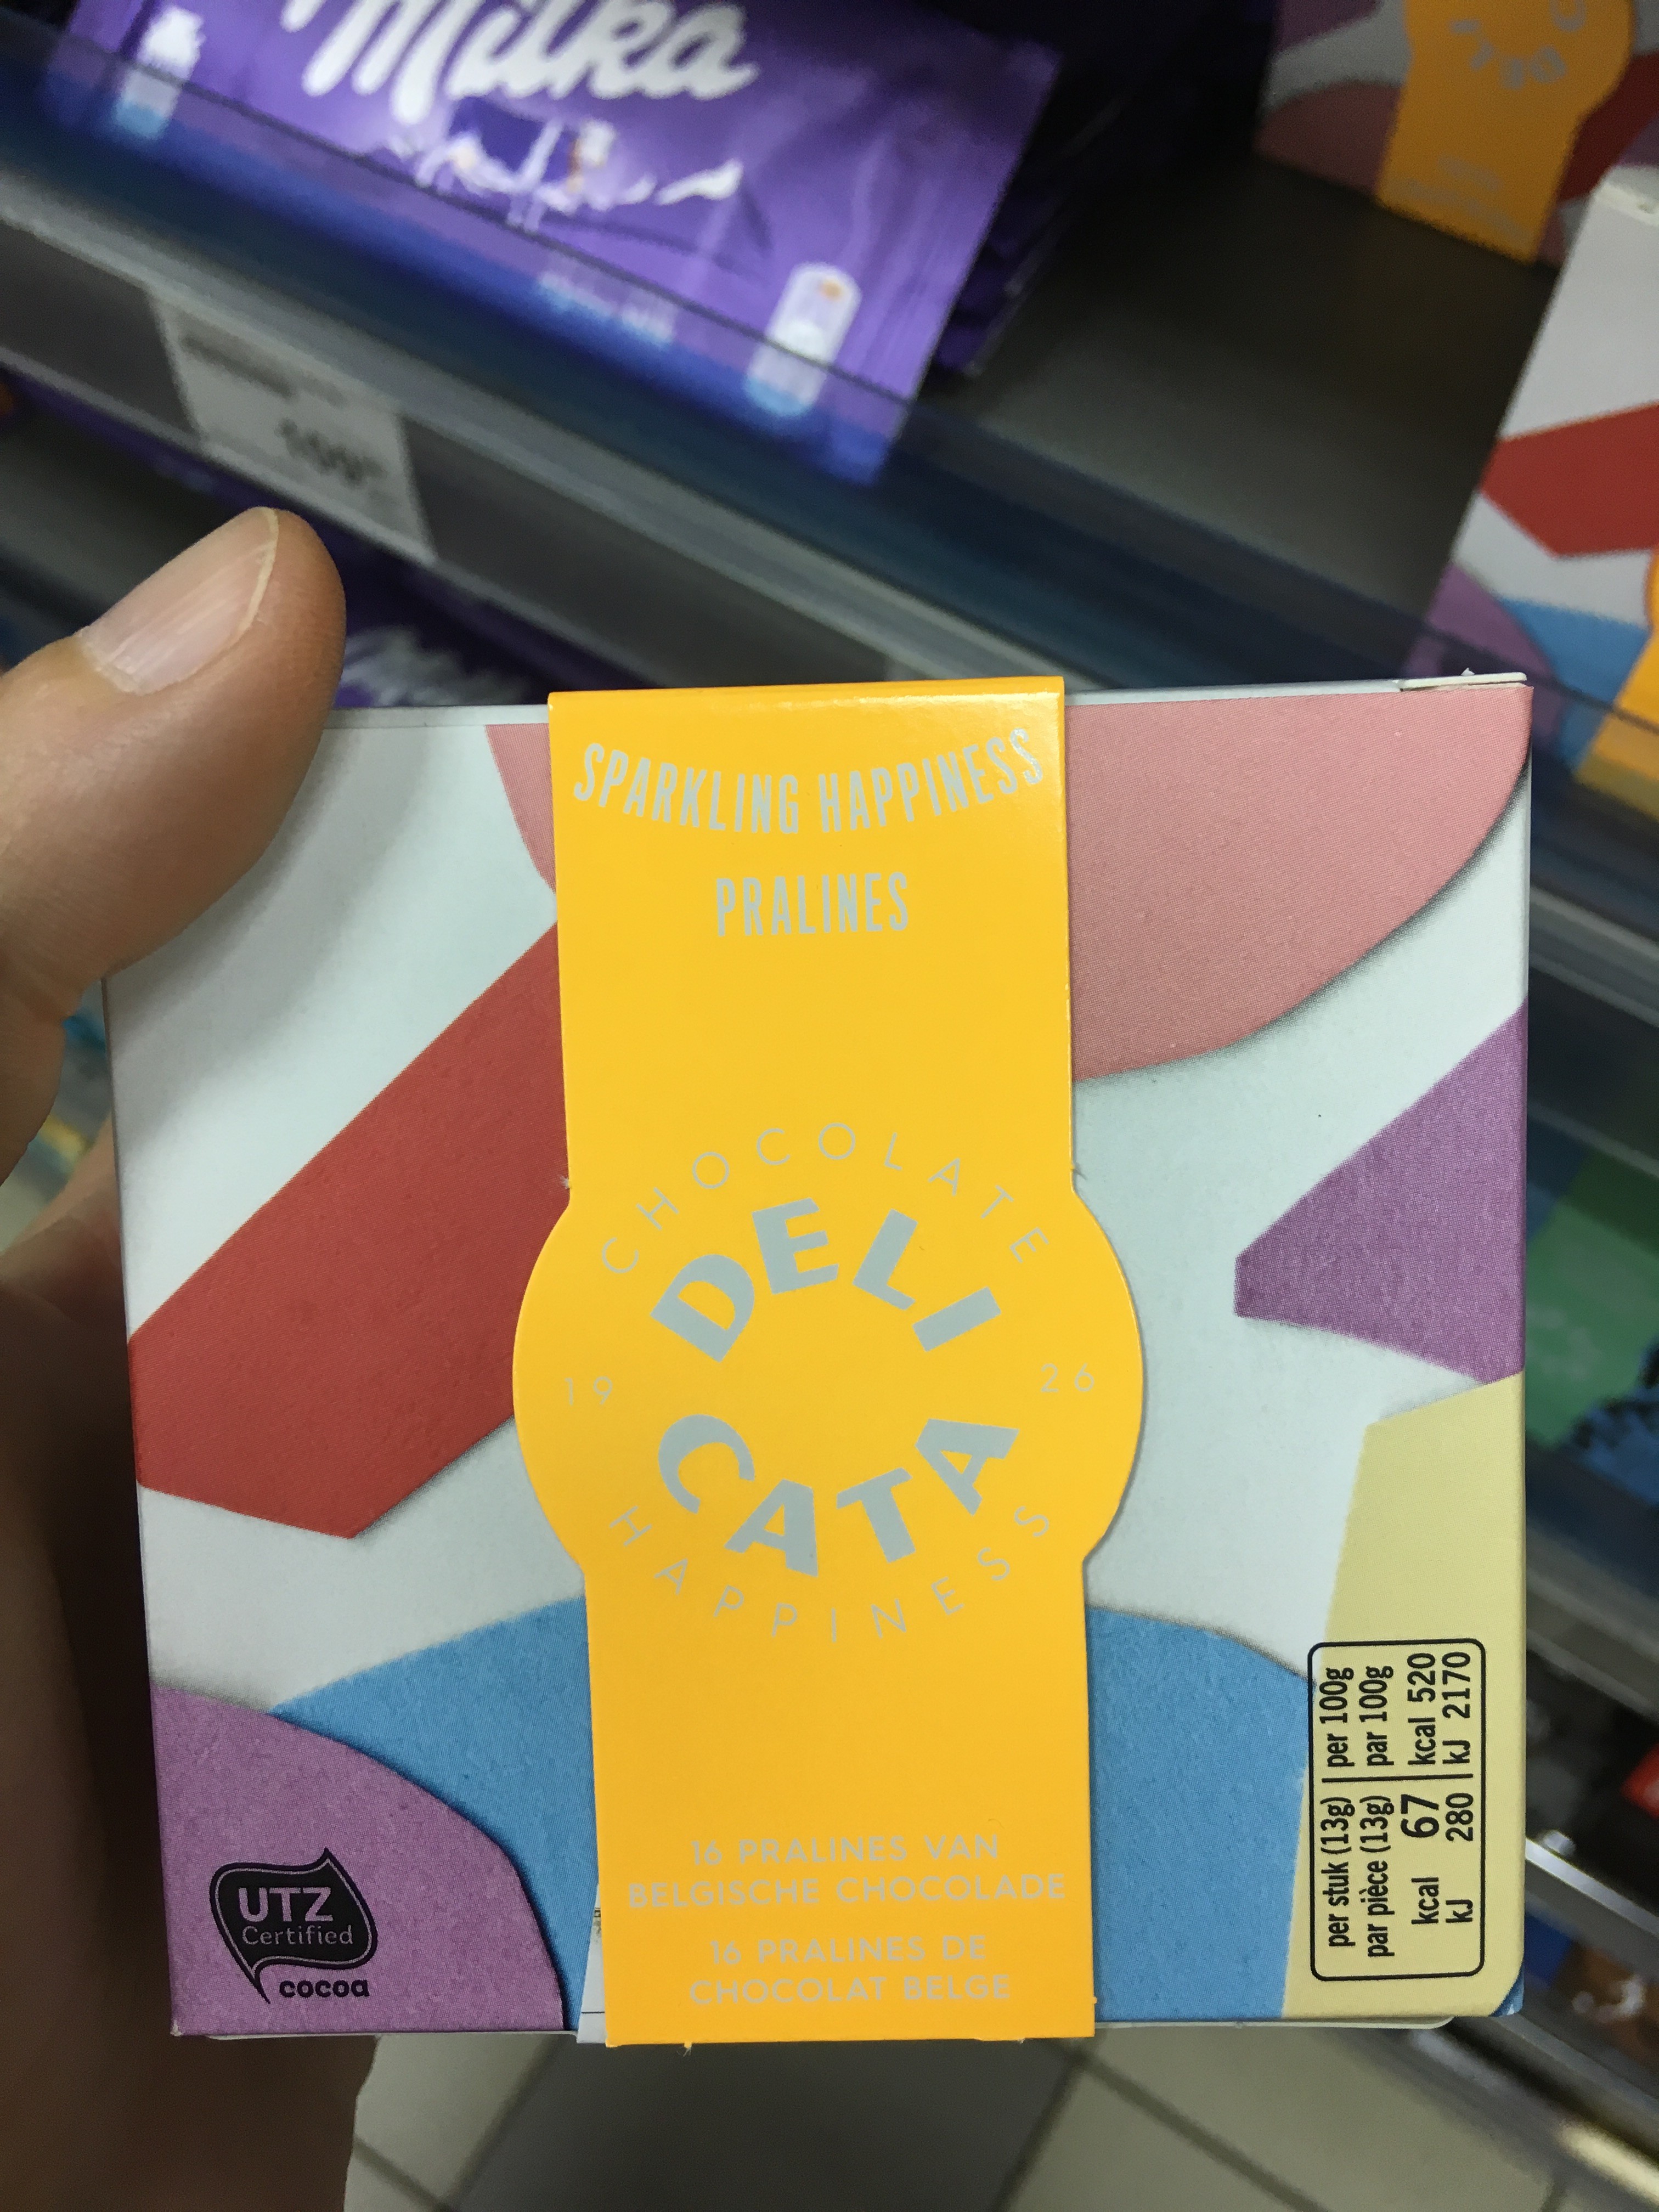 Milka
SPARKLING HAPPINESS
PRALINES
CHOCOLATE
DELI
19 26
CATA
HAPPINESS
16 PRALINES VAN
BELGISCHE CHOCOLADE
16 PRALINES DE
CHOCOLAT BELGE
UTZ
Certified
cocoa
per stuk (13g) | per 100g
par pièce (13g) | par 100g
kcal 67 | kcal 520
kJ 280 | kJ 2170